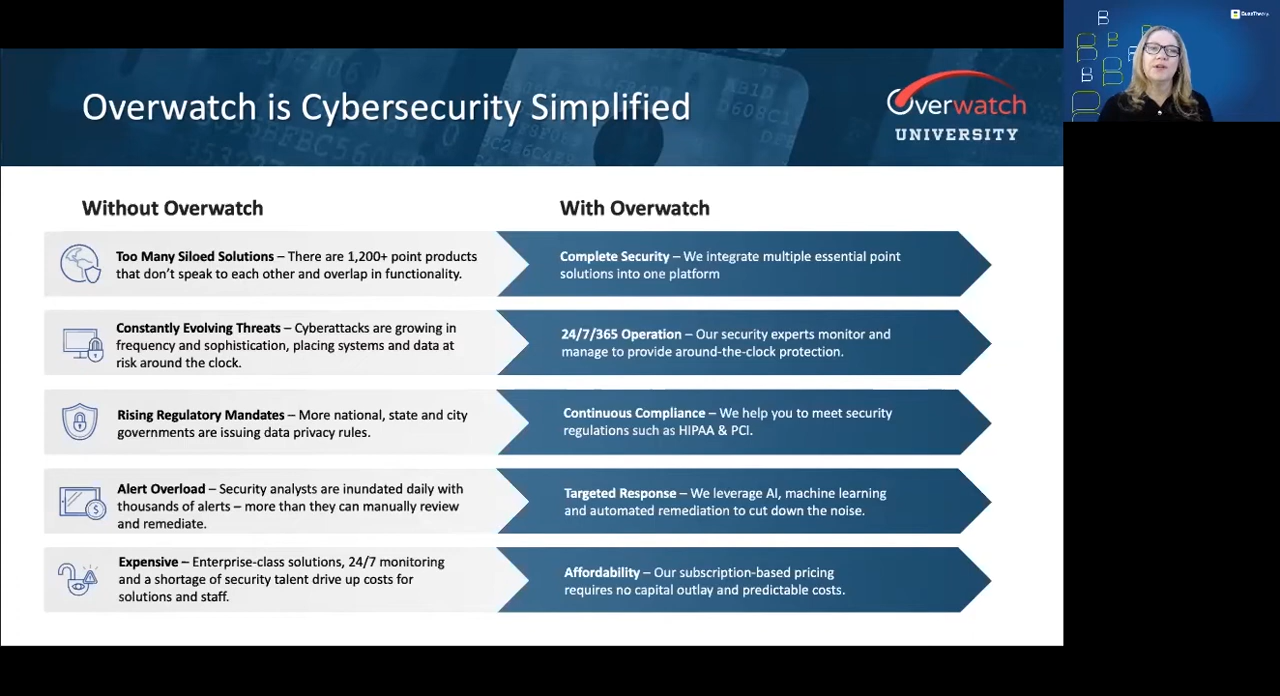 Overwatch is Cybersecurity Simplified
Overwatch
UNIVERSITY
Without Overwatch
With Overwatch
Too Many Siloed Solutions – There are 1,200+ point products
that don't speak to each other and overlap in functionality.
Complete Security – We integrate multiple essential point
solutions into one platform
Constantly Evolving Threats – Cyberattacks are growing in
frequency and sophistication, placing systems and data at
risk around the clock.
24/7/365 Operation – Our security experts monitor and
manage to provide around-the-clock protection.
Rising Regulatory Mandates – More national, state and city
governments are issuing data privacy rules.
Continuous Compliance – We help you to meet security
regulations such as HIPAA & PCI.
Alert Overload – Security analysts are inundated daily with
thousands of alerts – more than they can manually review
and remediate.
Targeted Response – We leverage AI, machine learning
and automated remediation to cut down the noise.
Expensive – Enterprise-class solutions, 24/7 monitoring
and a shortage of security talent drive up costs for
solutions and staff.
Affordability – Our subscription-based pricing
requires no capital outlay and predictable costs.